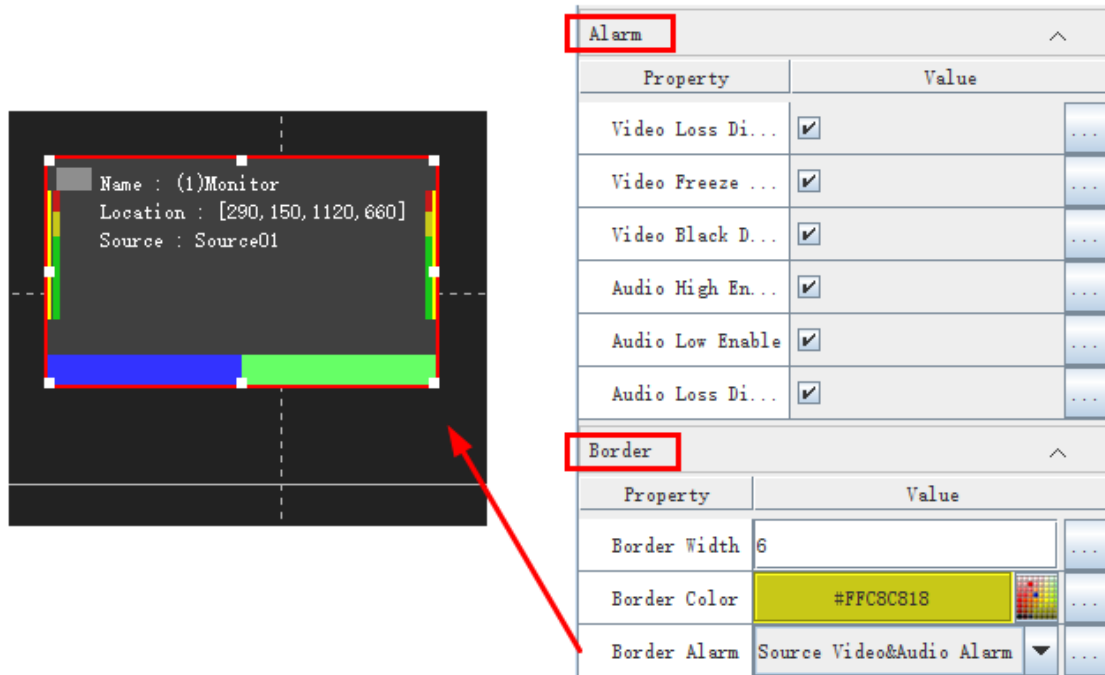 Name : (1)Monitor
Location : [290,150,1120,660]
Source : Source01
Alarm
Property Value
Video Loss Di... ...
Video Freeze ... ...
Video Black D... ...
Audio High En... ...
Audio Low Enable ...
Audio Loss Di... ...
Border
Property Value
Border Width 6 ...
Border Color #FFC8C818 ...
Border Alarm Source Video&Audio Alarm ...